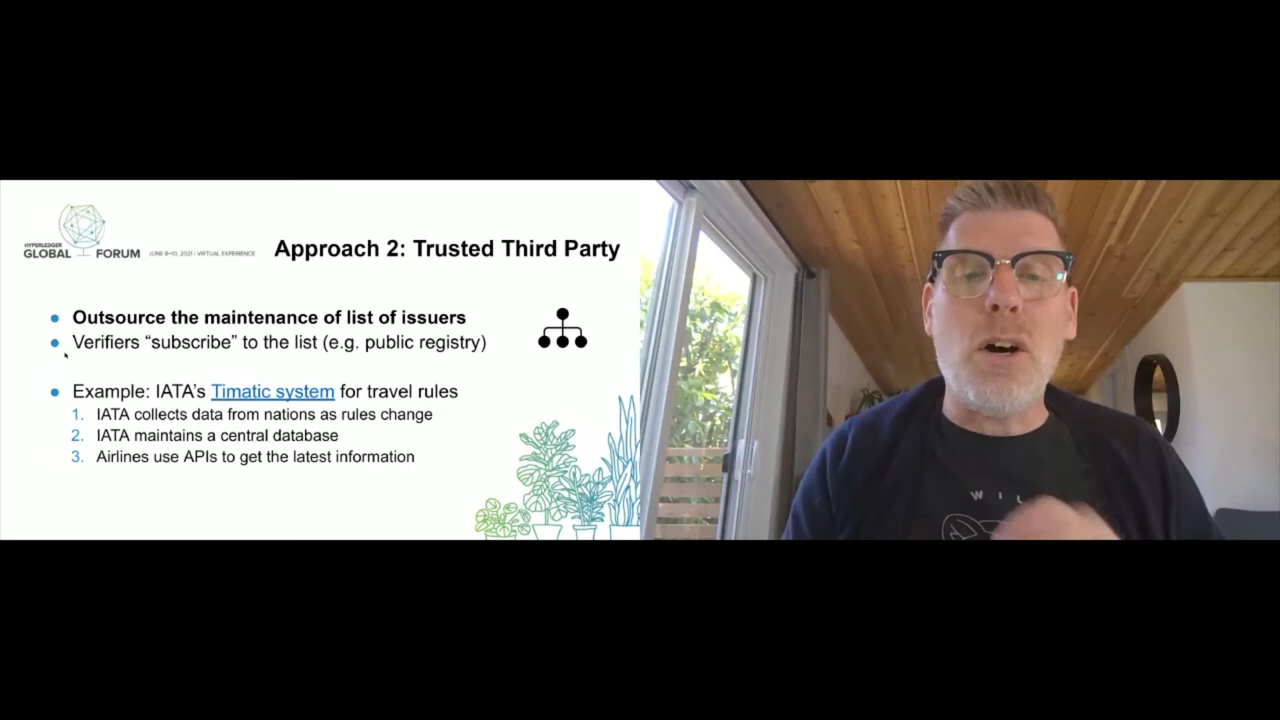 HYPERLEDGER
GLOBAL FORUM JUNE 8–10, 2021 | VIRTUAL EXPERIENCE
Approach 2: Trusted Third Party
Outsource the maintenance of list of issuers
Verifiers “subscribe” to the list (e.g. public registry)
Example: IATA’s Timatic system for travel rules
1. IATA collects data from nations as rules change
2. IATA maintains a central database
3. Airlines use APIs to get the latest information